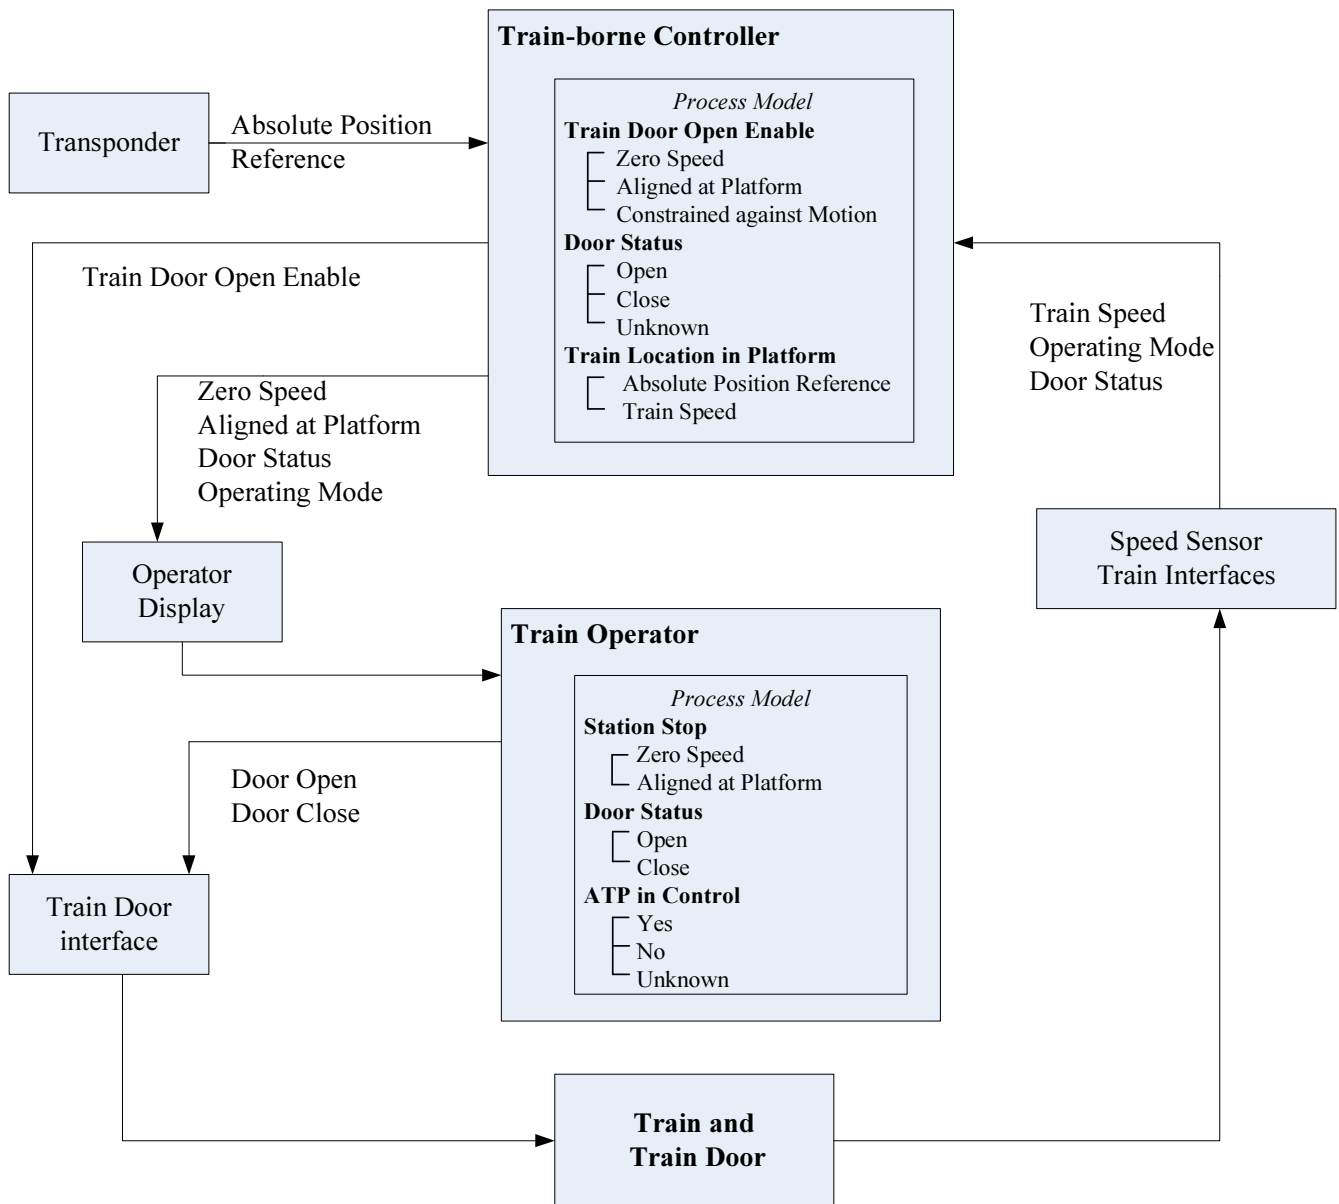 Train-borne Controller
Process Model
Train Door Open Enable
Zero Speed
Aligned at Platform
Constrained against Motion
Door Status
Open
Close
Unknown
Train Location in Platform
Absolute Position Reference
Train Speed
Transponder
Absolute Position
Reference
Train Door Open Enable
Zero Speed
Aligned at Platform
Door Status
Operating Mode
Train Speed
Operating Mode
Door Status
Speed Sensor
Train Interfaces
Operator
Display
Train Operator
Process Model
Station Stop
Zero Speed
Aligned at Platform
Door Status
Open
Close
ATP in Control
Yes
No
Unknown
Door Open
Door Close
Train Door
interface
Train and
Train Door